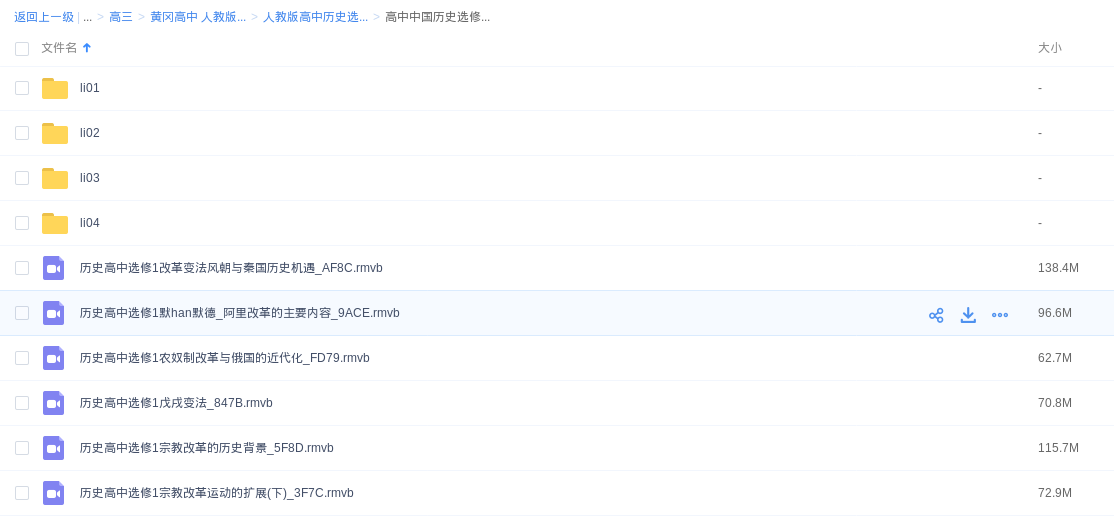 返回上一级 | ... > 高三 > 黄冈高中 人教版... > 人教版高中历史选... > 高中中国历史选修...
文件名 大小
li01 -
li02 -
li03 -
li04 -
历史高中选修1改革变法风朝与秦国历史机遇_AF8C.rmvb 138.4M
历史高中选修1默han默德_阿里改革的主要内容_9ACE.rmvb 96.6M
历史高中选修1农奴制改革与俄国的近代化_FD79.rmvb 62.7M
历史高中选修1戊戌变法_847B.rmvb 70.8M
历史高中选修1宗教改革的历史背景_5F8D.rmvb 115.7M
历史高中选修1宗教改革运动的扩展(下)_3F7C.rmvb 72.9M